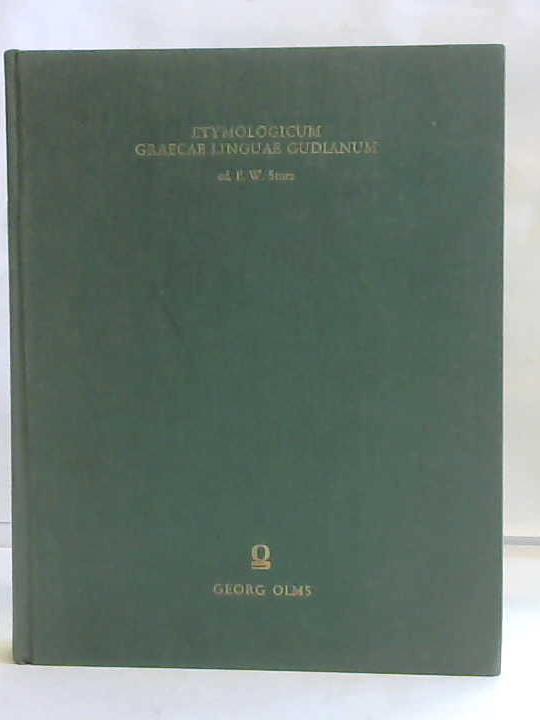 ETYMOLOGICUM
GRAECAE LINGUAE GUDIANUM
ed. F. W. Sturz
GEORG OLMS